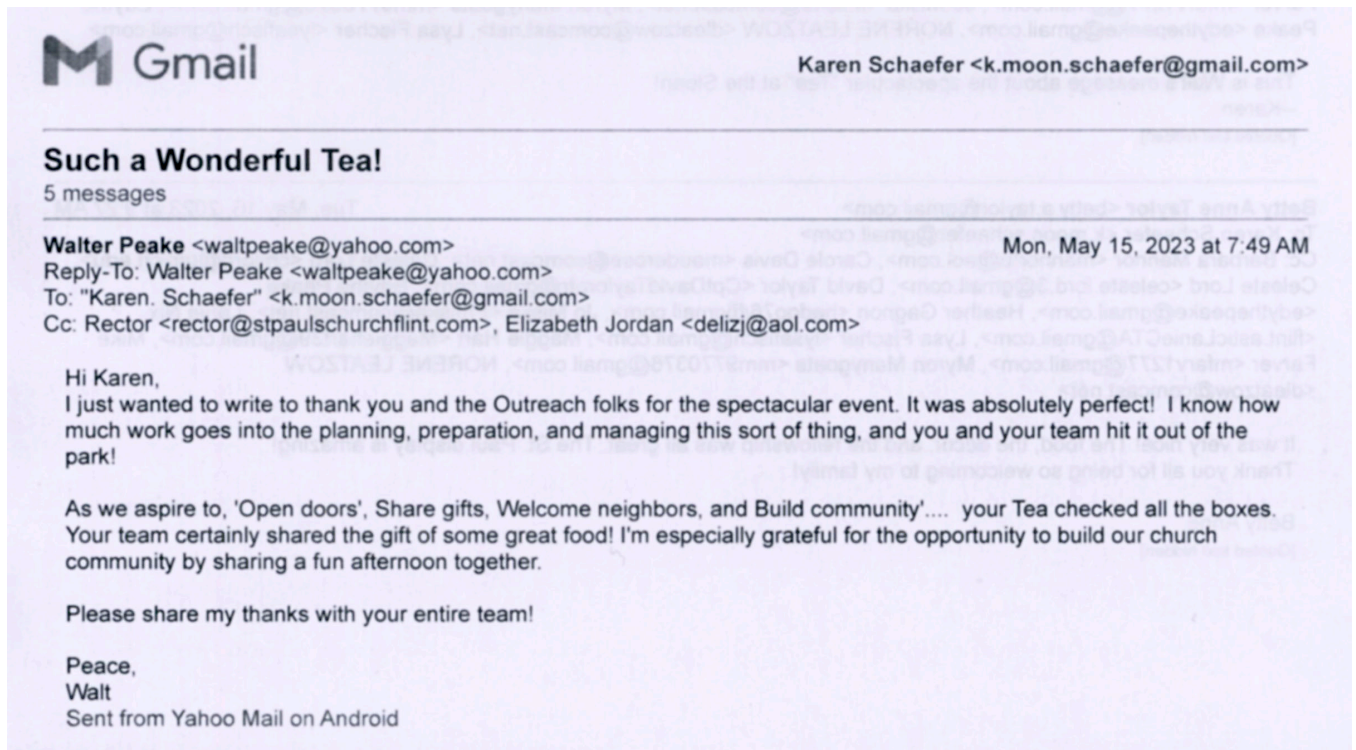 Gmail
Karen Schaefer <k.moon.schaefer@gmail.com>
Such a Wonderful Tea!
5 messages
Walter Peake <waltpeake@yahoo.com>
Mon, May 15, 2023 at 7:49 AM
Reply-To: Walter Peake <waltpeake@yahoo.com>
To: "Karen. Schaefer" <k.moon.schaefer@gmail.com>
Cc: Rector <rector@stpaulschurchflint.com>, Elizabeth Jordan <delizj@aol.com>
Hi Karen,
I just wanted to write to thank you and the Outreach folks for the spectacular event. It was absolutely perfect!  I know how
much work goes into the planning, preparation, and managing this sort of thing, and you and your team hit it out of the
park!
As we aspire to, 'Open doors', Share gifts, Welcome neighbors, and Build community'....  your Tea checked all the boxes.
Your team certainly shared the gift of some great food! I'm especially grateful for the opportunity to build our church
community by sharing a fun afternoon together.
Please share my thanks with your entire team!
Peace,
Walt
Sent from Yahoo Mail on Android